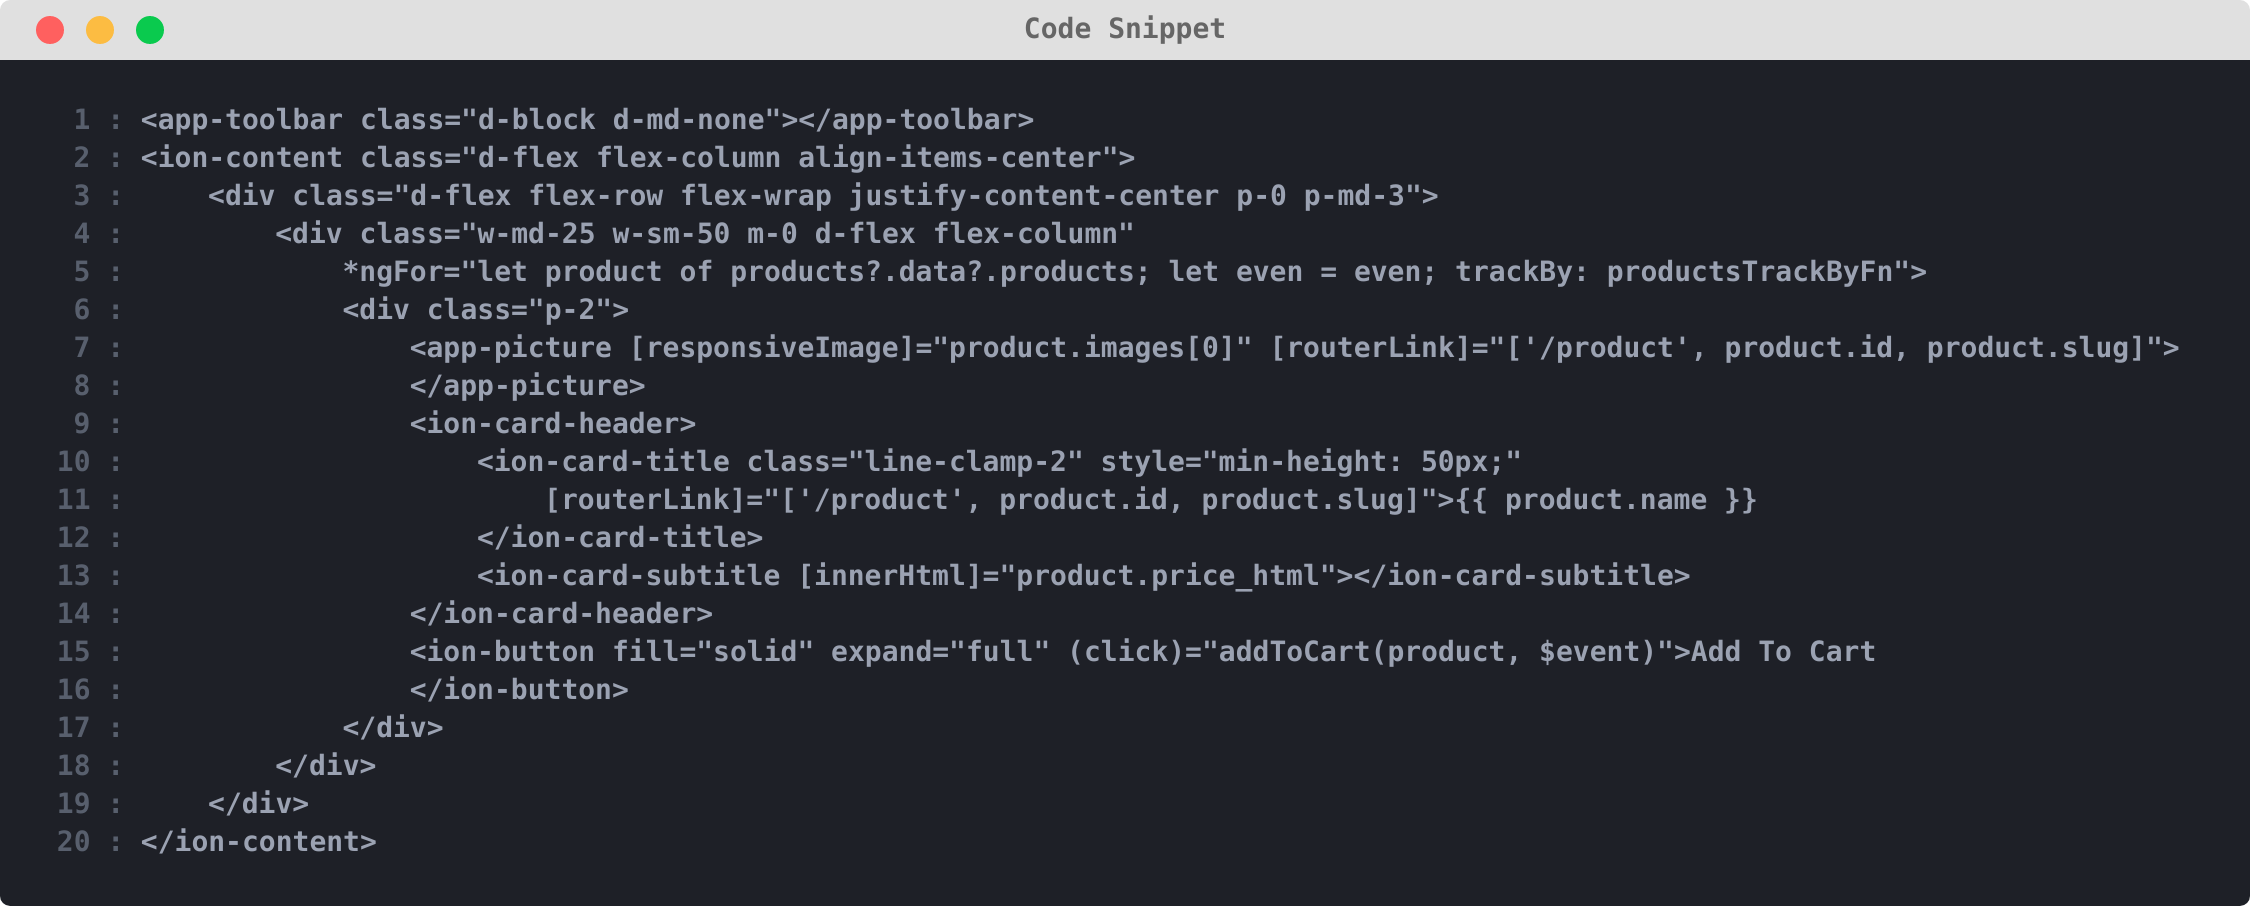 Code Snippet
1 : <app-toolbar class="d-block d-md-none"></app-toolbar>
2 : <ion-content class="d-flex flex-column align-items-center">
3 :     <div class="d-flex flex-row flex-wrap justify-content-center p-0 p-md-3">
4 :         <div class="w-md-25 w-sm-50 m-0 d-flex flex-column"
5 :             *ngFor="let product of products?.data?.products; let even = even; trackBy: productsTrackByFn">
6 :             <div class="p-2">
7 :                 <app-picture [responsiveImage]="product.images[0]" [routerLink]="['/product', product.id, product.slug]">
8 :                 </app-picture>
9 :                 <ion-card-header>
10 :                     <ion-card-title class="line-clamp-2" style="min-height: 50px;"
11 :                         [routerLink]="['/product', product.id, product.slug]">{{ product.name }}
12 :                     </ion-card-title>
13 :                     <ion-card-subtitle [innerHtml]="product.price_html"></ion-card-subtitle>
14 :                 </ion-card-header>
15 :                 <ion-button fill="solid" expand="full" (click)="addToCart(product, $event)">Add To Cart
16 :                 </ion-button>
17 :             </div>
18 :         </div>
19 :     </div>
20 : </ion-content>